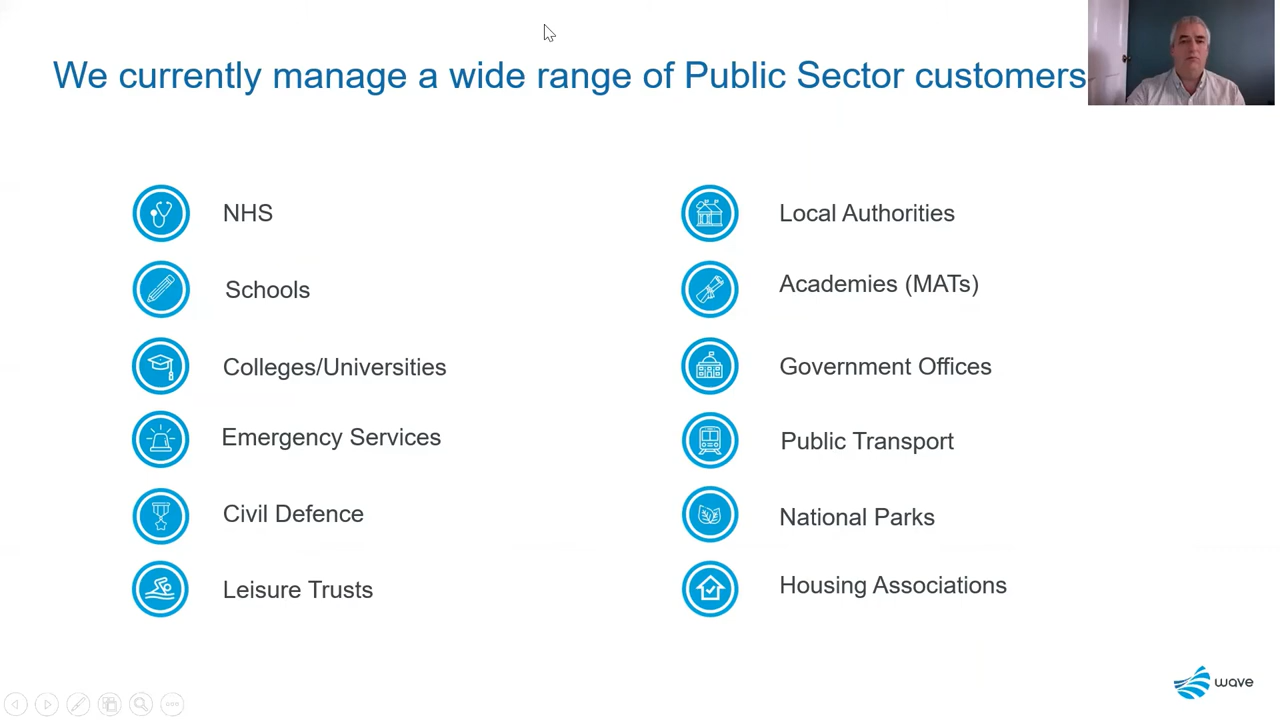 We currently manage a wide range of Public Sector customers
NHS
Schools
Colleges/Universities
Emergency Services
Civil Defence
Leisure Trusts
Local Authorities
Academies (MATs)
Government Offices
Public Transport
National Parks
Housing Associations
wave